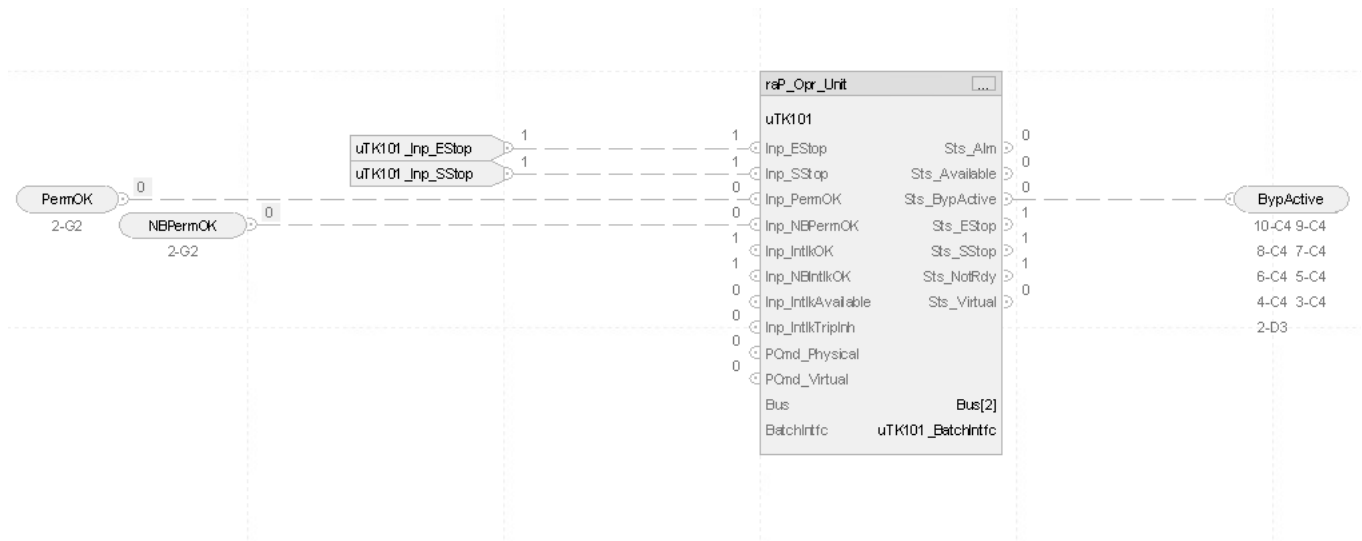 raP_Opr_Unit ...
uTK101
uTK101_Inp_EStop 1 1 Inp_EStop Sts_Alm 0
uTK101_Inp_SStop 1 1 Inp_SStop Sts_Available 0
PermOK 0 0 Inp_PermOK Sts_BypActive 0 BypActive
2-G2 NBPermOK 0 0 Inp_NBPermOK Sts_EStop 1 10-C4 9-C4
2-G2 1 Inp_IntlkOK Sts_SStop 1 8-C4 7-C4
1 Inp_NBIntlkOK Sts_NotRdy 1 6-C4 5-C4
0 Inp_IntlkAvailable Sts_Virtual 0 4-C4 3-C4
0 Inp_IntlkTripInh 2-D3
0 PCmd_Physical
0 PCmd_Virtual
Bus Bus[2]
BatchIntfc uTK101_BatchIntfc